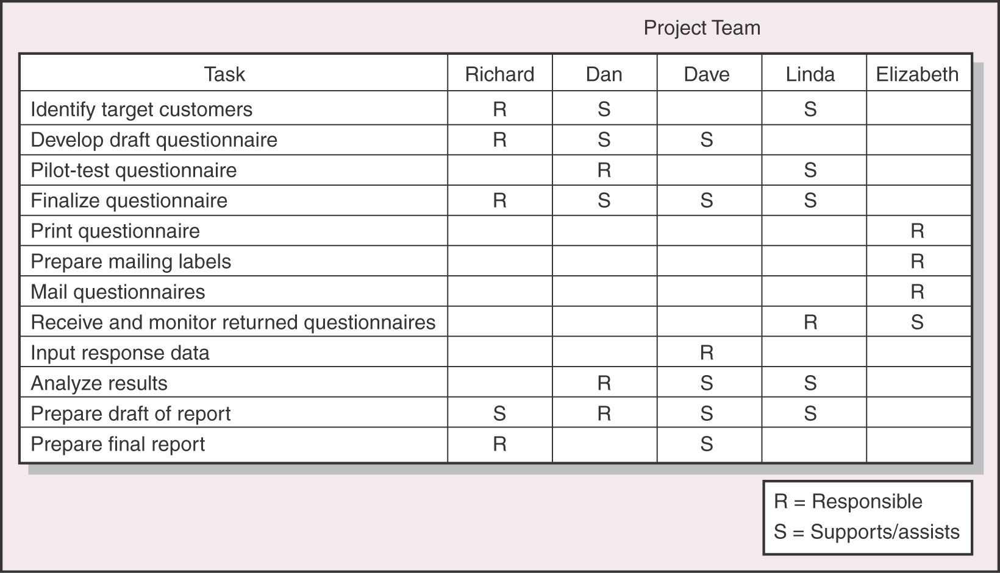 Project Team
Task Richard Dan Dave Linda Elizabeth
Identify target customers R S S
Develop draft questionnaire R S S
Pilot-test questionnaire R S
Finalize questionnaire R S S S
Print questionnaire R
Prepare mailing labels R
Mail questionnaires R
Receive and monitor returned questionnaires R S
Input response data R
Analyze results R S S
Prepare draft of report S R S S
Prepare final report R S
R = Responsible
S = Supports/assists